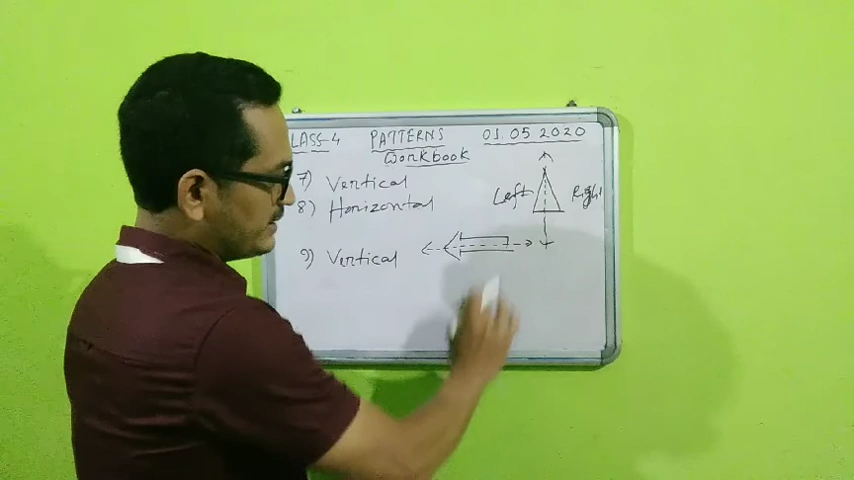 LASS-4 PATTERNS 01.05.2020
Workbook
7) Vertical
8) Horizontal
Left Right
9) Vertical